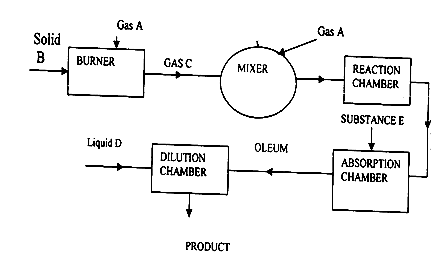 Gas A
Solid
B
BURNER
GAS C
MIXER
Gas A
REACTION
CHAMBER
SUBSTANCE E
Liquid D
DILUTION
CHAMBER
OLEUM
ABSORPTION
CHAMBER
PRODUCT